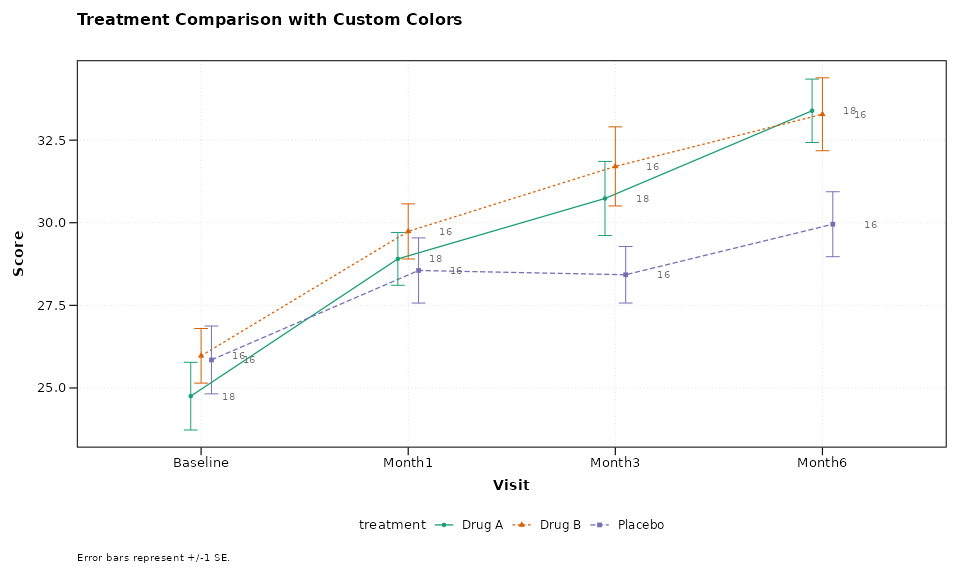 Treatment Comparison with Custom Colors
Score
32.5
30.0
27.5
25.0
18
16
16
16
18
16
16
18
16
18
16
16
Baseline
Month1
Month3
Month6
Visit
treatment Drug A Drug B Placebo
Error bars represent +/-1 SE.